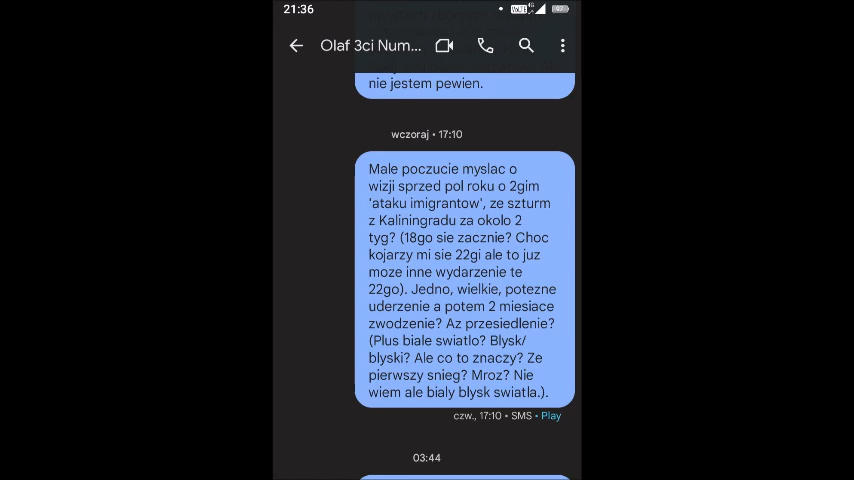 21:36
Olaf 3ci Num...
nie jestem pewien.
wczoraj • 17:10
Male poczucie myslac o
wizji sprzed pol roku o 2gim
'ataku imigrantow', ze szturm
z Kaliningradu za okolo 2
tyg? (18go sie zacznie? Choc
kojarzy mi sie 22gi ale to juz
moze inne wydarzenie te
22go). Jedno, wielkie, potezne
uderzenie a potem 2 miesiace
zwodzenie? Az przesiedlenie?
(Plus biale swiatlo? Blysk/
blyski? Ale co to znaczy? Ze
pierwszy snieg? Mroz? Nie
wiem ale bialy blysk swiatla.).
czw., 17:10 • SMS • Play
03:44